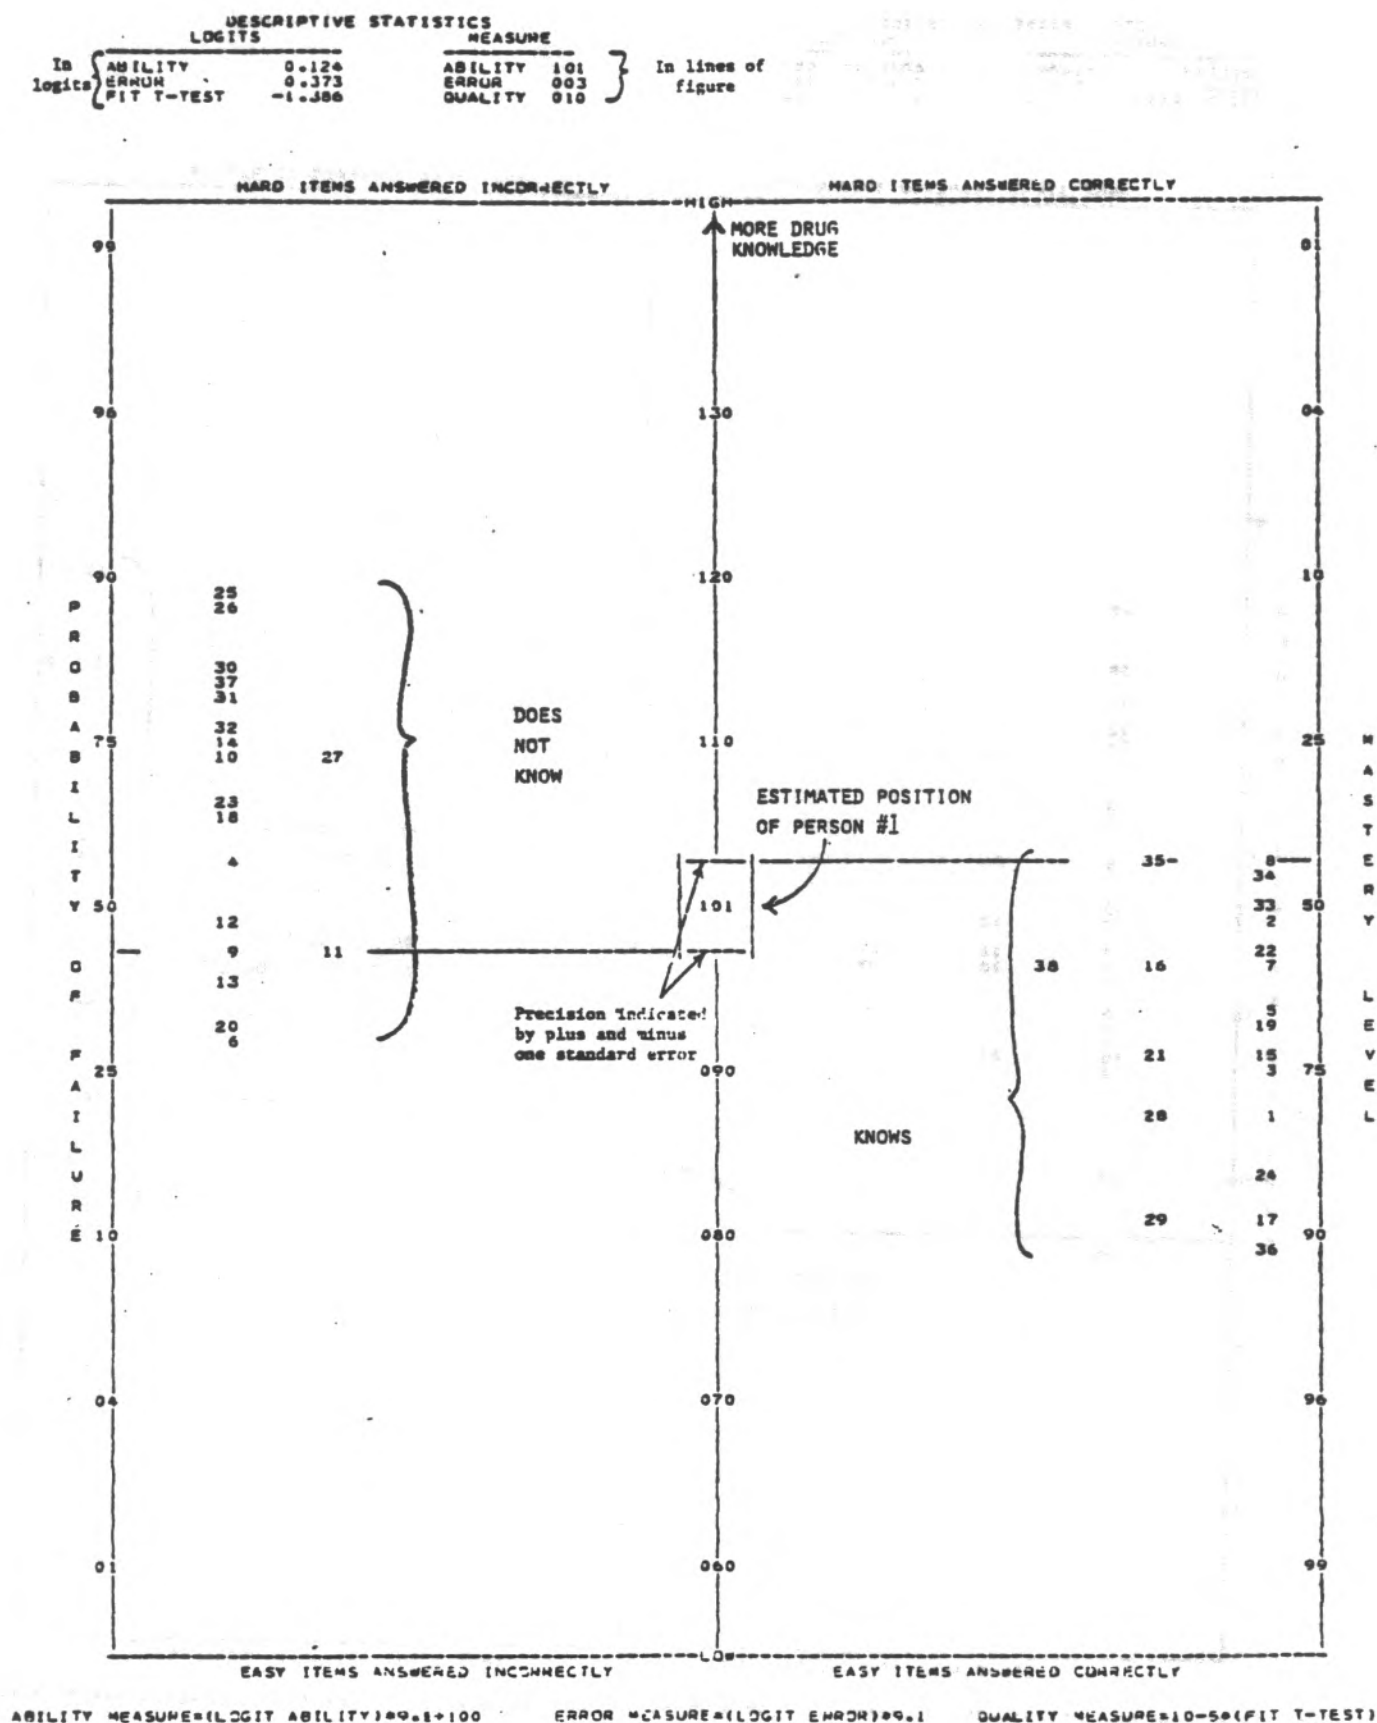 DESCRIPTIVE STATISTICS
LOGITS MEASURE
In logits ABILITY 0.124 ABILITY 101 In lines of figure
ERROR 0.373 ERROR 003
FIT T-TEST -1.386 QUALITY 010
HARD ITEMS ANSWERED INCORRECTLY HARD ITEMS ANSWERED CORRECTLY
HIGH
MORE DRUG
KNOWLEDGE
99 01
96 130 04
90 120 10
25
26
30
37
31
DOES
32
75 14 110 25
NOT
10 27
KNOW
23
ESTIMATED POSITION
18
OF PERSON #1
4 35- 8
34
50 101 33 50
12 2
9 11 22
38 16 7
13
Precision indicated 5
20 19
by plus and minus
6
one standard error 21 15
25 090 3 75
28 1
KNOWS
24
29 17
10 080 90
36
04 070 96
01 060 99
LOW
EASY ITEMS ANSWERED INCORRECTLY EASY ITEMS ANSWERED CORRECTLY
PROBABILITY OF FAILURE
MASTERY LEVEL
ABILITY MEASURE=(LOGIT ABILITY)*9.1+100 ERROR MEASURE=(LOGIT ERROR)*9.1 QUALITY MEASURE=10-5*(FIT T-TEST)